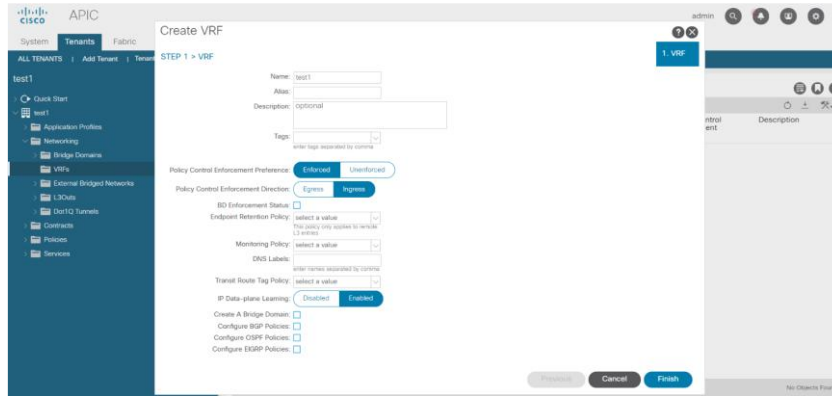 CISCO APIC admin
System Tenants Fabric
ALL TENANTS | Add Tenant | Tenant
test1
Quick Start
test1
Application Profiles
Networking
Bridge Domains
VRFs
External Bridged Networks
L3Outs
Dot1Q Tunnels
Contracts
Policies
Services
Create VRF
STEP 1 > VRF
1. VRF
Name: test1
Alias:
Description: optional
Tags:
enter tags separated by comma
Policy Control Enforcement Preference: Enforced Unenforced
Policy Control Enforcement Direction: Egress Ingress
BD Enforcement Status:
Endpoint Retention Policy: select a value
This policy only applies to remote
L3 entries
Monitoring Policy: select a value
DNS Labels:
enter names separated by comma
Transit Route Tag Policy: select a value
IP Data-plane Learning: Disabled Enabled
Create A Bridge Domain:
Configure BGP Policies:
Configure OSPF Policies:
Configure EIGRP Policies:
Previous Cancel Finish
ntrol Description
ent
No Objects Foun